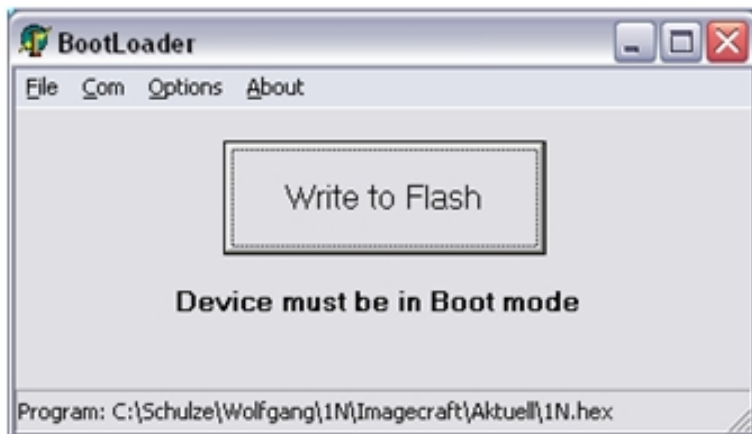 BootLoader
File Com Options About
Write to Flash
Device must be in Boot mode
Program: C:\Schulze\Wolfgang\1N\Imagecraft\Aktuell\1N.hex